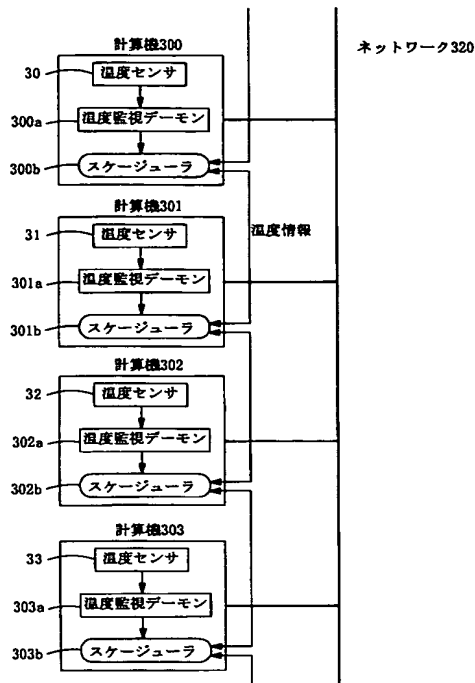 計算機300
ネットワーク320
30
温度センサ
300a
温度監視デーモン
300b
スケージューラ
計算機301
31
温度センサ
温度情報
301a
温度監視デーモン
301b
スケージューラ
計算機302
32
温度センサ
302a
温度監視デーモン
302b
スケージューラ
計算機303
33
温度センサ
303a
温度監視デーモン
303b
スケージューラ